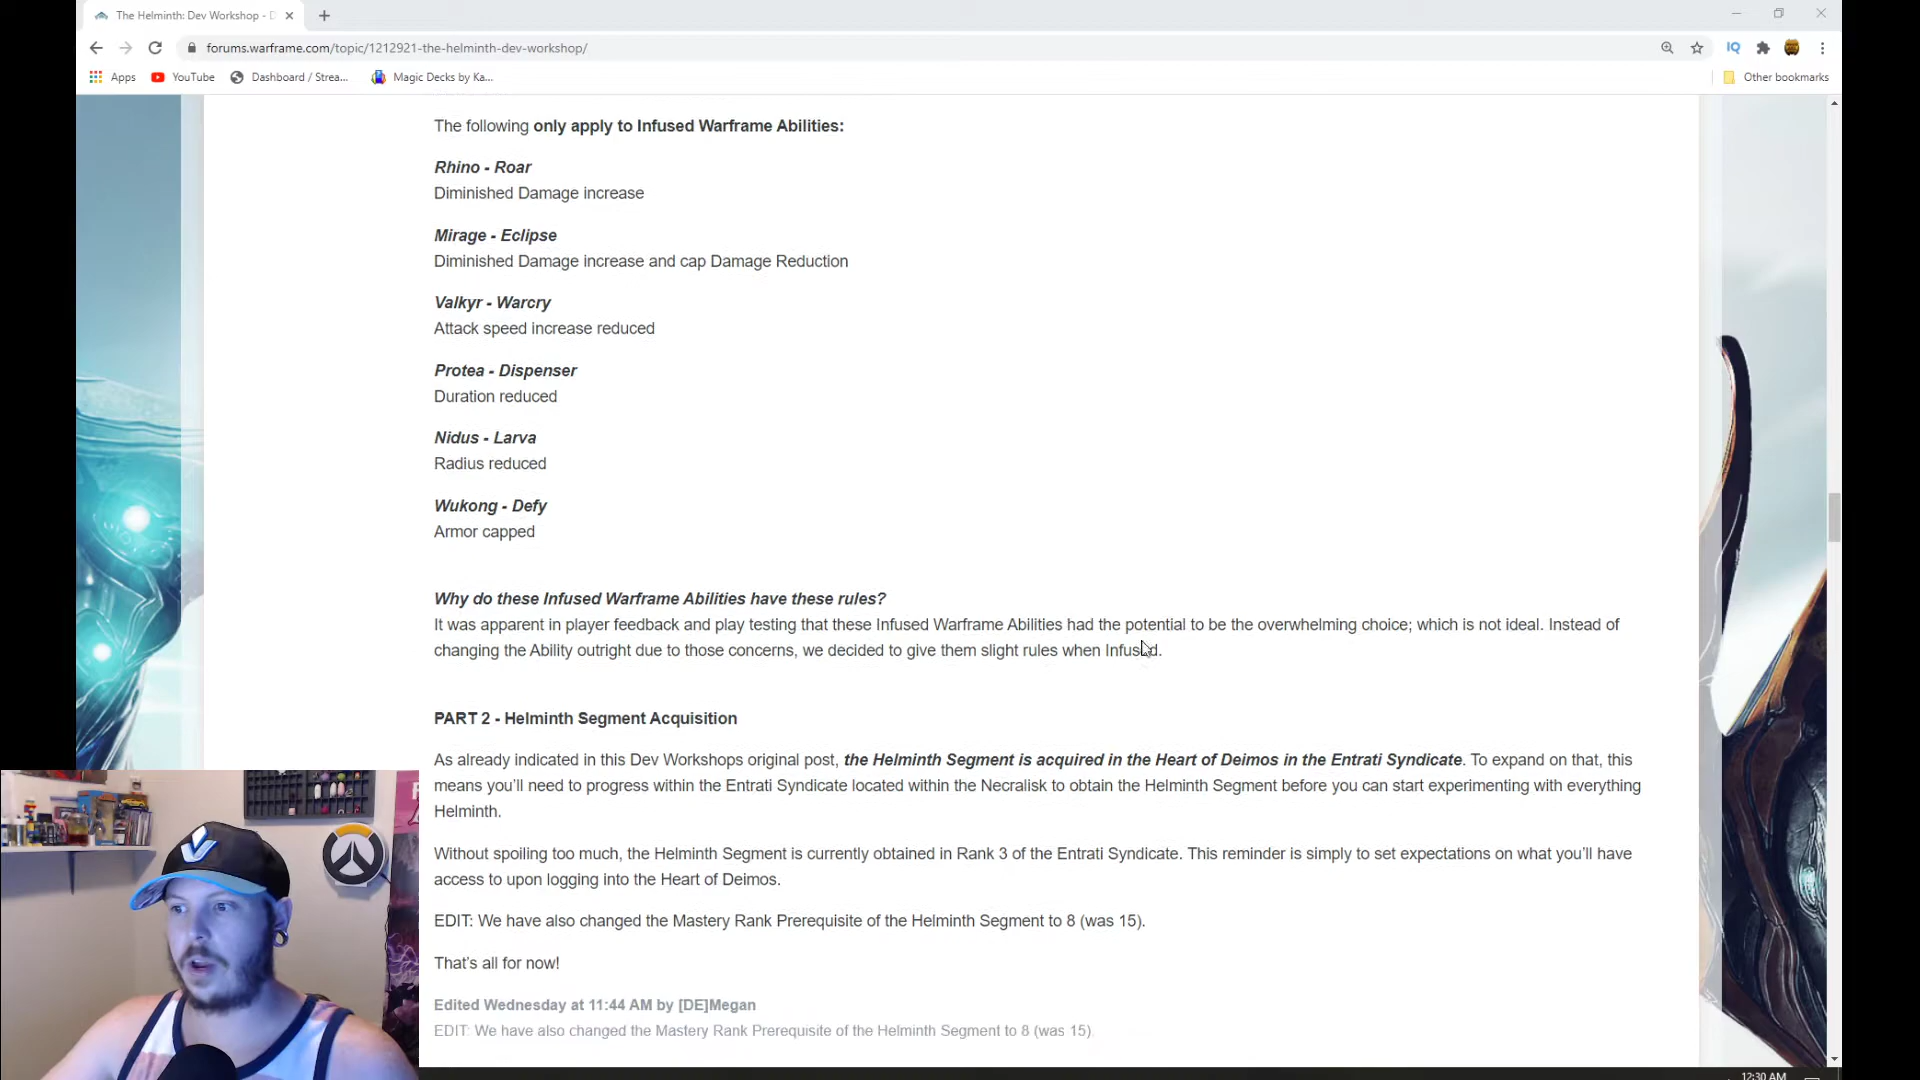 The Helminth: Dev Workshop - D
forums.warframe.com/topic/1212921-the-helminth-dev-workshop/
IQ
Apps YouTube Dashboard / Strea... Magic Decks by Ka... Other bookmarks
The following only apply to Infused Warframe Abilities:
Rhino - Roar
Diminished Damage increase
Mirage - Eclipse
Diminished Damage increase and cap Damage Reduction
Valkyr - Warcry
Attack speed increase reduced
Protea - Dispenser
Duration reduced
Nidus - Larva
Radius reduced
Wukong - Defy
Armor capped
Why do these Infused Warframe Abilities have these rules?
It was apparent in player feedback and play testing that these Infused Warframe Abilities had the potential to be the overwhelming choice; which is not ideal. Instead of
changing the Ability outright due to those concerns, we decided to give them slight rules when Infused.
PART 2 - Helminth Segment Acquisition
As already indicated in this Dev Workshops original post, the Helminth Segment is acquired in the Heart of Deimos in the Entrati Syndicate. To expand on that, this
means you'll need to progress within the Entrati Syndicate located within the Necralisk to obtain the Helminth Segment before you can start experimenting with everything
Helminth.
Without spoiling too much, the Helminth Segment is currently obtained in Rank 3 of the Entrati Syndicate. This reminder is simply to set expectations on what you'll have
access to upon logging into the Heart of Deimos.
EDIT: We have also changed the Mastery Rank Prerequisite of the Helminth Segment to 8 (was 15).
That's all for now!
Edited Wednesday at 11:44 AM by [DE]Megan
EDIT: We have also changed the Mastery Rank Prerequisite of the Helminth Segment to 8 (was 15).
12:30 AM